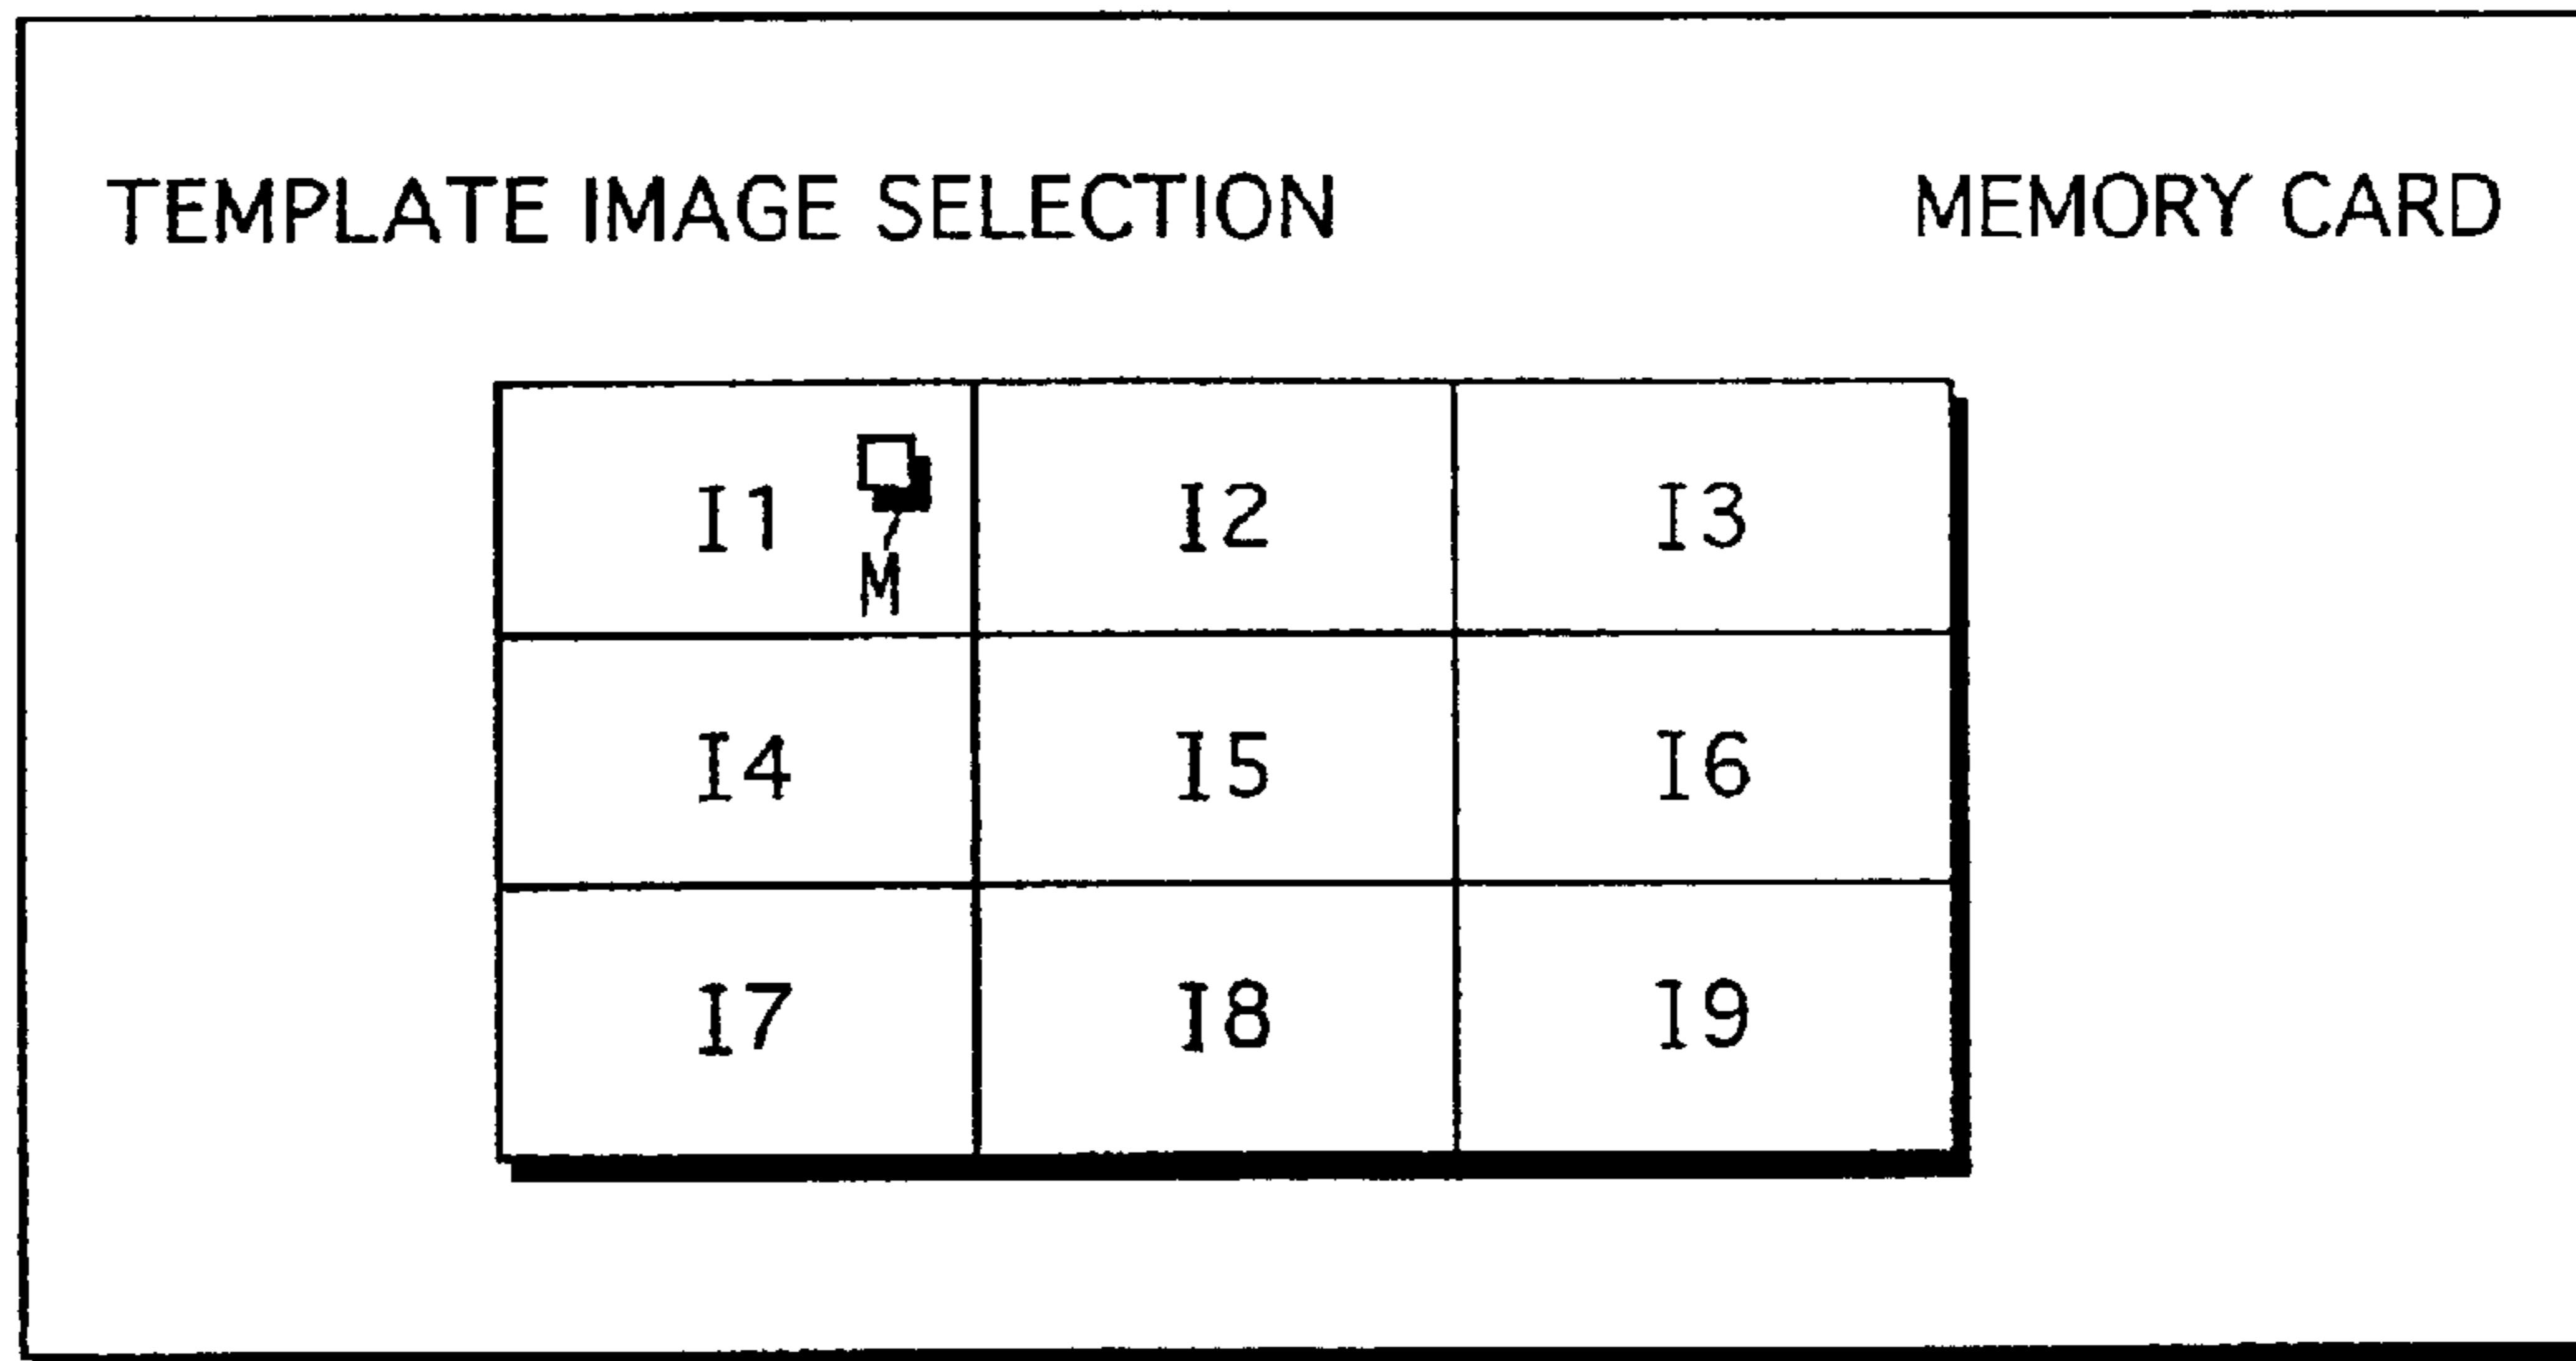 TEMPLATE IMAGE SELECTION MEMORY CARD
I1 I2 I3
M
I4 I5 I6
I7 I8 I9